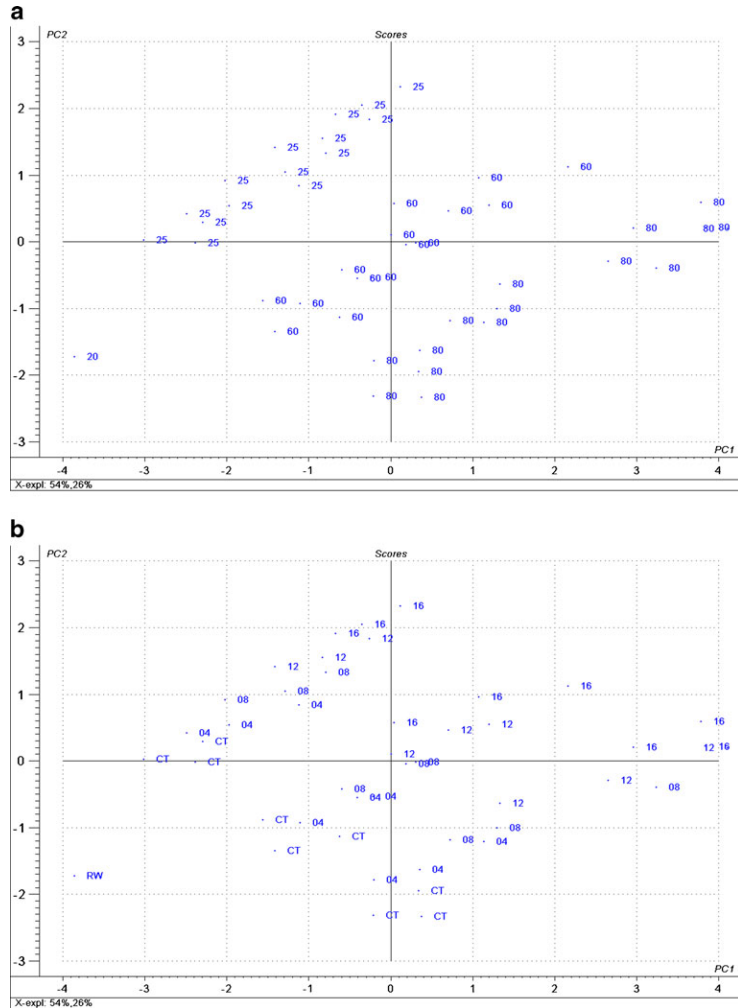 a
PC2 Scores
3
25
25
25 25
2
25
25 25
25
25 60
1 25 25 60
25 60 60 80
25 60
25 80 80 80
25 25 60
0 60 60
80
60 60 60 80
80
60 60 80
-1
60 80 80
60
80
20 80
-2 80
80 80
-3
PC1
-4 -3 -2 -1 0 1 2 3 4
X-expl: 54%,26%
b
PC2 Scores
3
16
16
16 12
2
12
12 08
08
08 16
1 04 16
04 16 12 16
04 12
CT 16 12 16
CT CT 12
0 08 08
12
08 04 04 08
12
CT 04 08
-1
CT 08 04
CT
04
RW 04
-2 CT
CT CT
-3
PC1
-4 -3 -2 -1 0 1 2 3 4
X-expl: 54%,26%